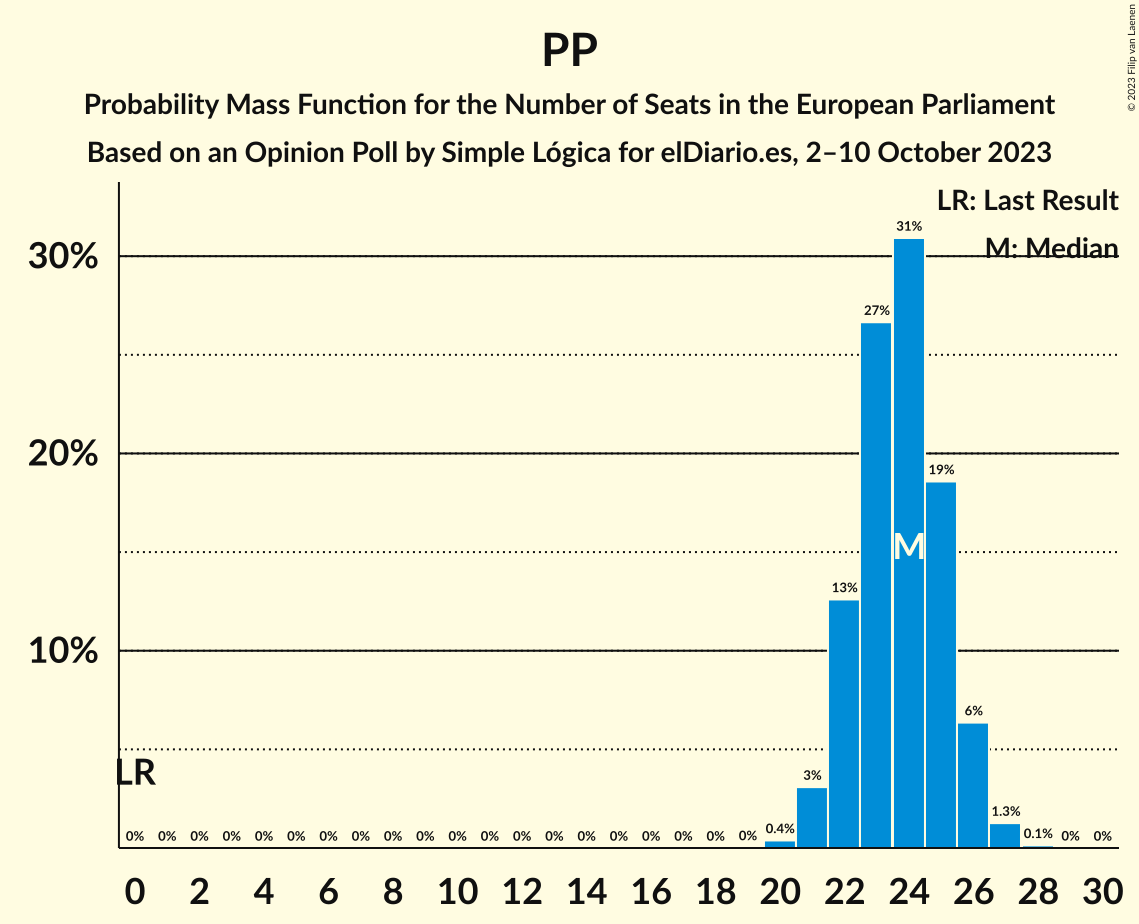 PP
Probability Mass Function for the Number of Seats in the European Parliament
Based on an Opinion Poll by Simple Lógica for elDiario.es, 2–10 October 2023
© 2023 Filip van Laenen
LR: Last Result
M: Median
30%
20%
10%
LR
M
0% 0% 0% 0% 0% 0% 0% 0% 0% 0% 0% 0% 0% 0% 0% 0% 0% 0% 0% 0% 0.4% 3% 13% 27% 31% 19% 6% 1.3% 0.1% 0% 0%
0 2 4 6 8 10 12 14 16 18 20 22 24 26 28 30